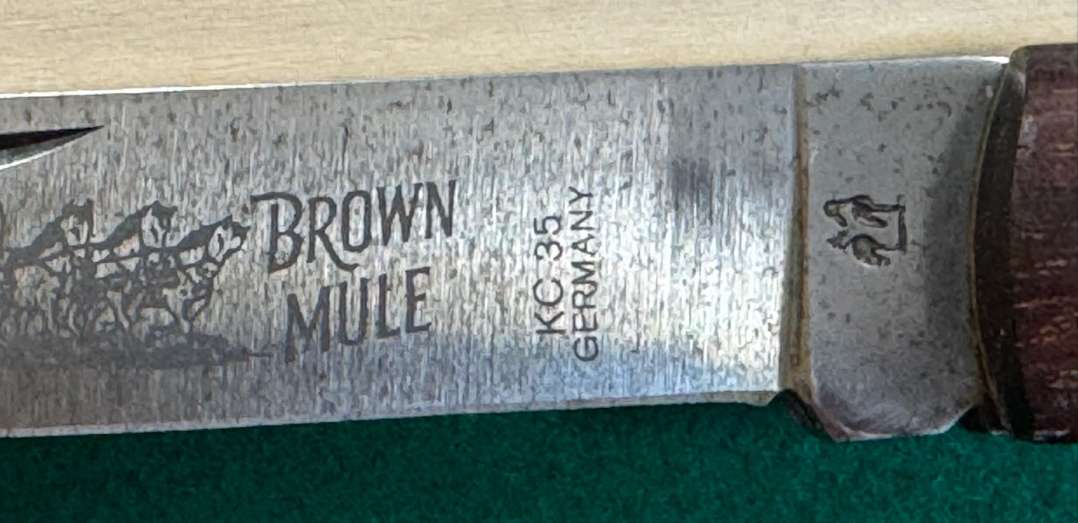 BROWN
MULE
KC 35
GERMANY